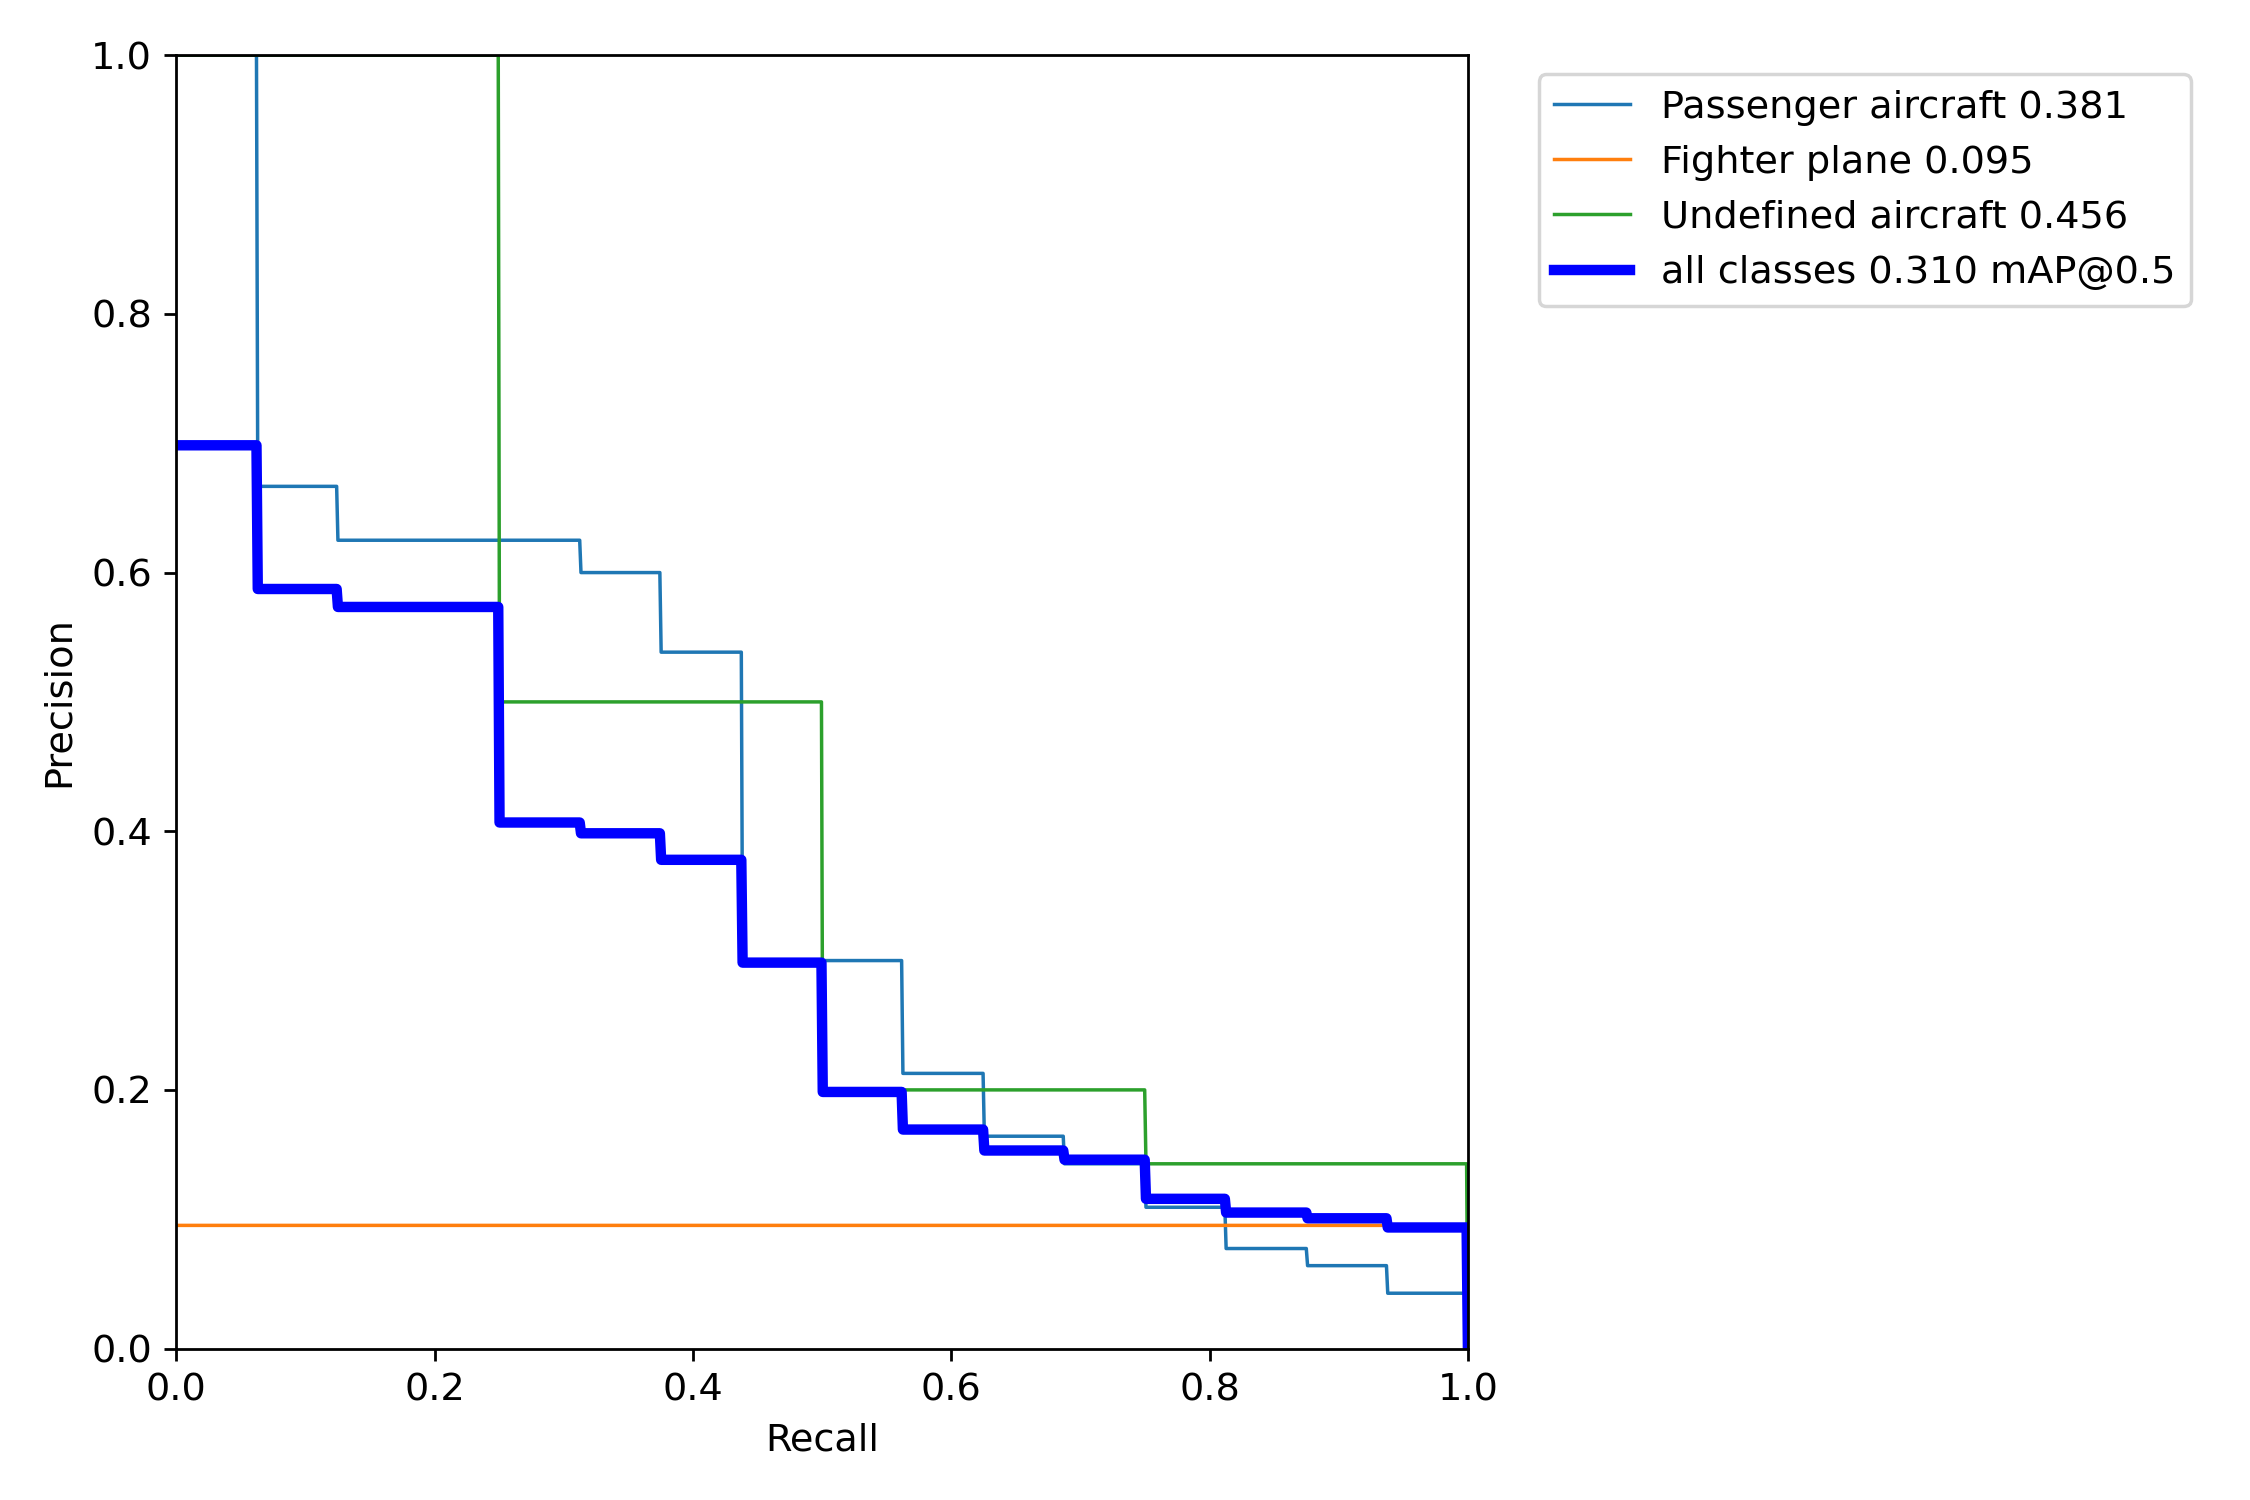 1.0
0.8
0.6
0.4
0.2
0.0
Precision
0.0 0.2 0.4 0.6 0.8 1.0
Recall
Passenger aircraft 0.381
Fighter plane 0.095
Undefined aircraft 0.456
all classes 0.310 mAP@0.5